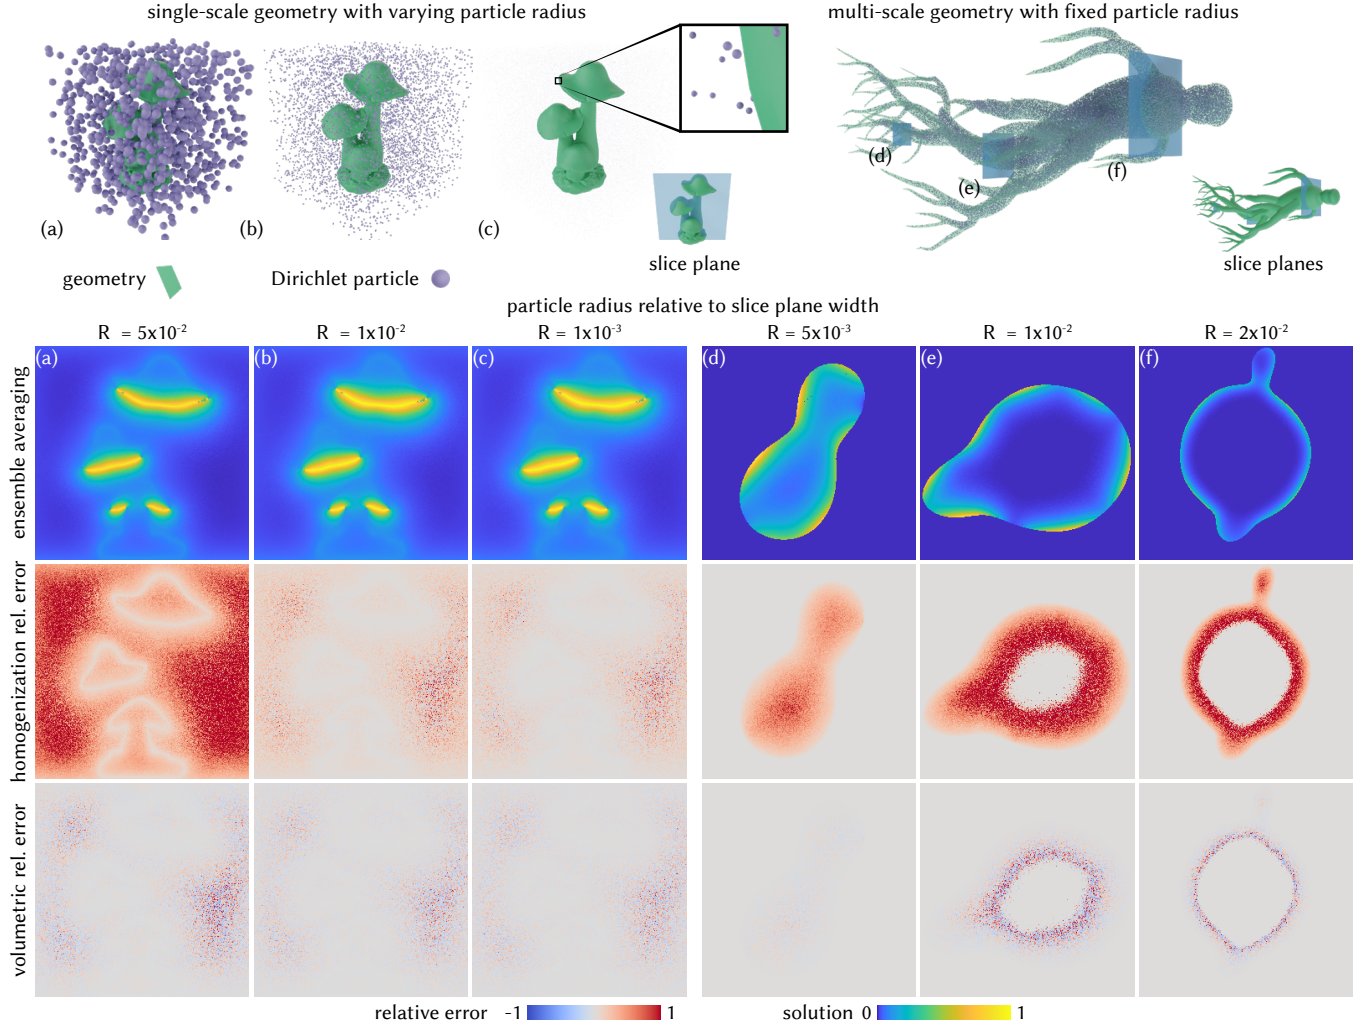 single-scale geometry with varying particle radius
multi-scale geometry with fixed particle radius
(a)
(b)
(c)
(d)
(e)
(f)
slice plane
slice planes
geometry
Dirichlet particle
particle radius relative to slice plane width
R = 5x10⁻²
R = 1x10⁻²
R = 1x10⁻³
R = 5x10⁻³
R = 1x10⁻²
R = 2x10⁻²
ensemble averaging
(a)
(b)
(c)
(d)
(e)
(f)
homogenization rel. error
volumetric rel. error
relative error -1 1
solution 0 1